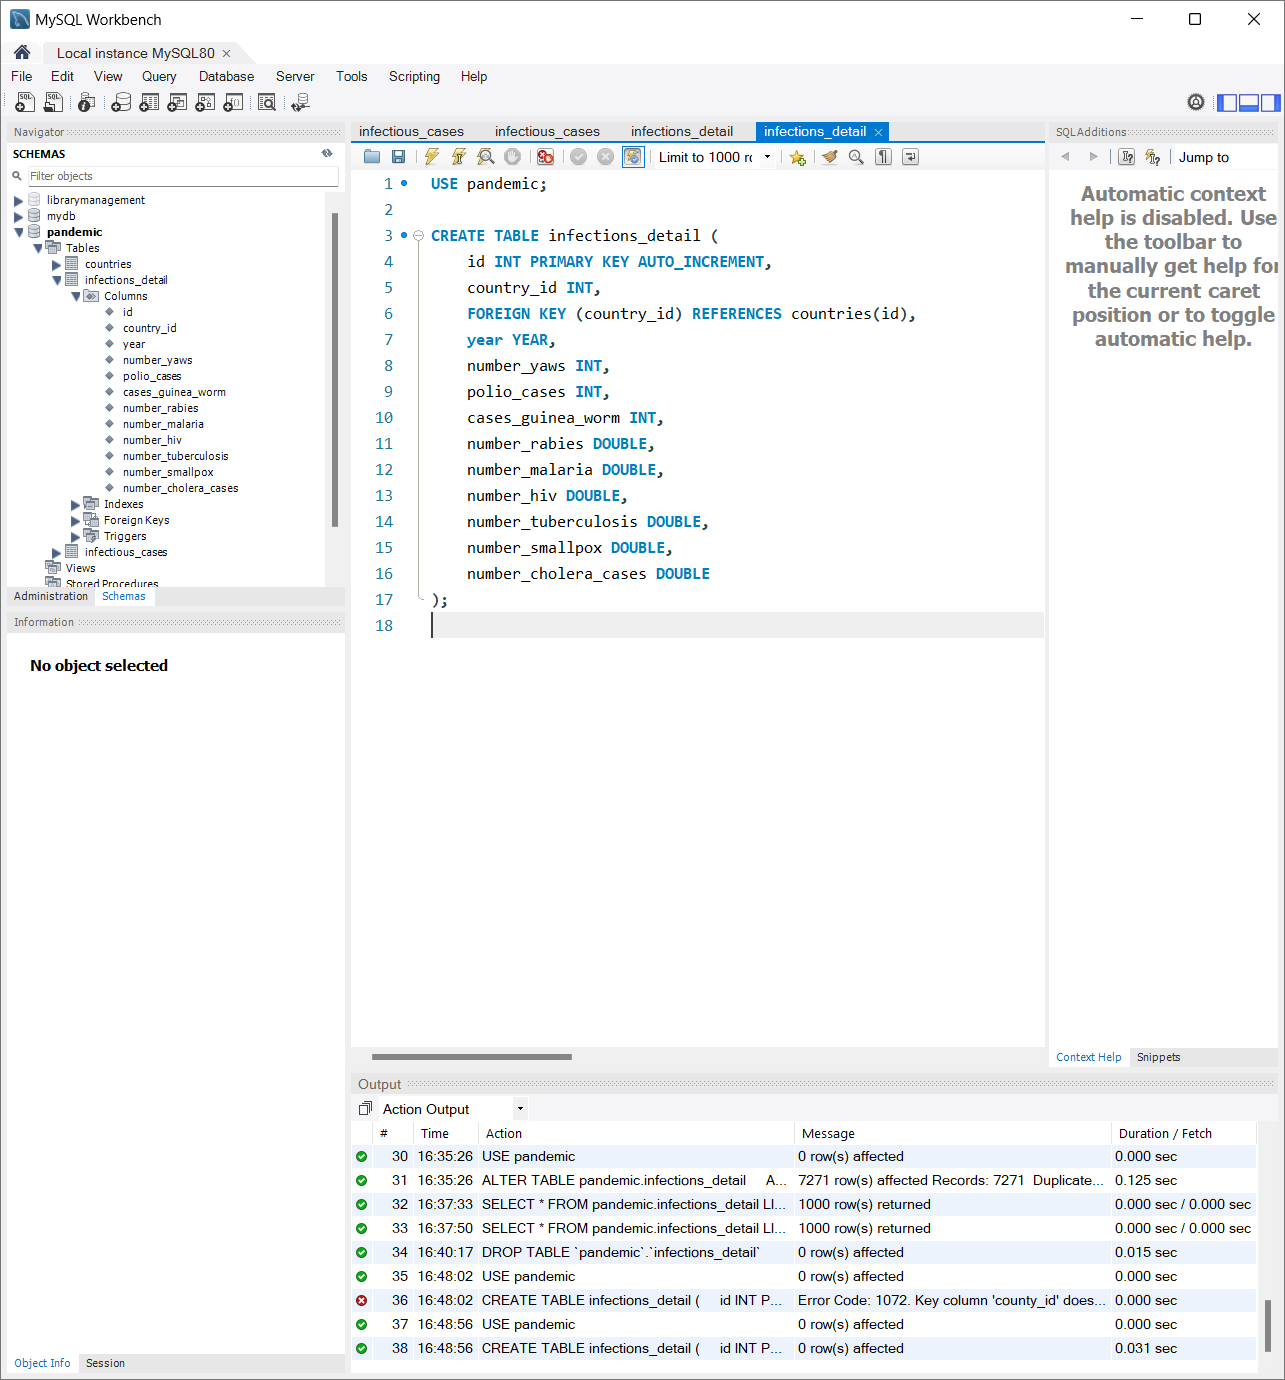 MySQL Workbench
Local instance MySQL80
File Edit View Query Database Server Tools Scripting Help
Navigator
SCHEMAS
Filter objects
librarymanagement
mydb
pandemic
Tables
countries
infections_detail
Columns
id
country_id
year
number_yaws
polio_cases
cases_guinea_worm
number_rabies
number_malaria
number_hiv
number_tuberculosis
number_smallpox
number_cholera_cases
Indexes
Foreign Keys
Triggers
infectious_cases
Views
Stored Procedures
Administration Schemas
Information
No object selected
Object Info Session
infectious_cases infectious_cases infections_detail infections_detail
Limit to 1000 rc
1 USE pandemic;
2
3 CREATE TABLE infections_detail (
4 id INT PRIMARY KEY AUTO_INCREMENT,
5 country_id INT,
6 FOREIGN KEY (country_id) REFERENCES countries(id),
7 year YEAR,
8 number_yaws INT,
9 polio_cases INT,
10 cases_guinea_worm INT,
11 number_rabies DOUBLE,
12 number_malaria DOUBLE,
13 number_hiv DOUBLE,
14 number_tuberculosis DOUBLE,
15 number_smallpox DOUBLE,
16 number_cholera_cases DOUBLE
17 );
18
SQLAdditions
Jump to
Automatic context
help is disabled. Use
the toolbar to
manually get help for
the current caret
position or to toggle
automatic help.
Context Help Snippets
Output
Action Output
# Time Action Message Duration / Fetch
30 16:35:26 USE pandemic 0 row(s) affected 0.000 sec
31 16:35:26 ALTER TABLE pandemic.infections_detail A... 7271 row(s) affected Records: 7271 Duplicate... 0.125 sec
32 16:37:33 SELECT * FROM pandemic.infections_detail LI... 1000 row(s) returned 0.000 sec / 0.000 sec
33 16:37:50 SELECT * FROM pandemic.infections_detail LI... 1000 row(s) returned 0.000 sec / 0.000 sec
34 16:40:17 DROP TABLE `pandemic`.`infections_detail` 0 row(s) affected 0.015 sec
35 16:48:02 USE pandemic 0 row(s) affected 0.000 sec
36 16:48:02 CREATE TABLE infections_detail ( id INT P... Error Code: 1072. Key column 'county_id' does... 0.000 sec
37 16:48:56 USE pandemic 0 row(s) affected 0.000 sec
38 16:48:56 CREATE TABLE infections_detail ( id INT P... 0 row(s) affected 0.031 sec